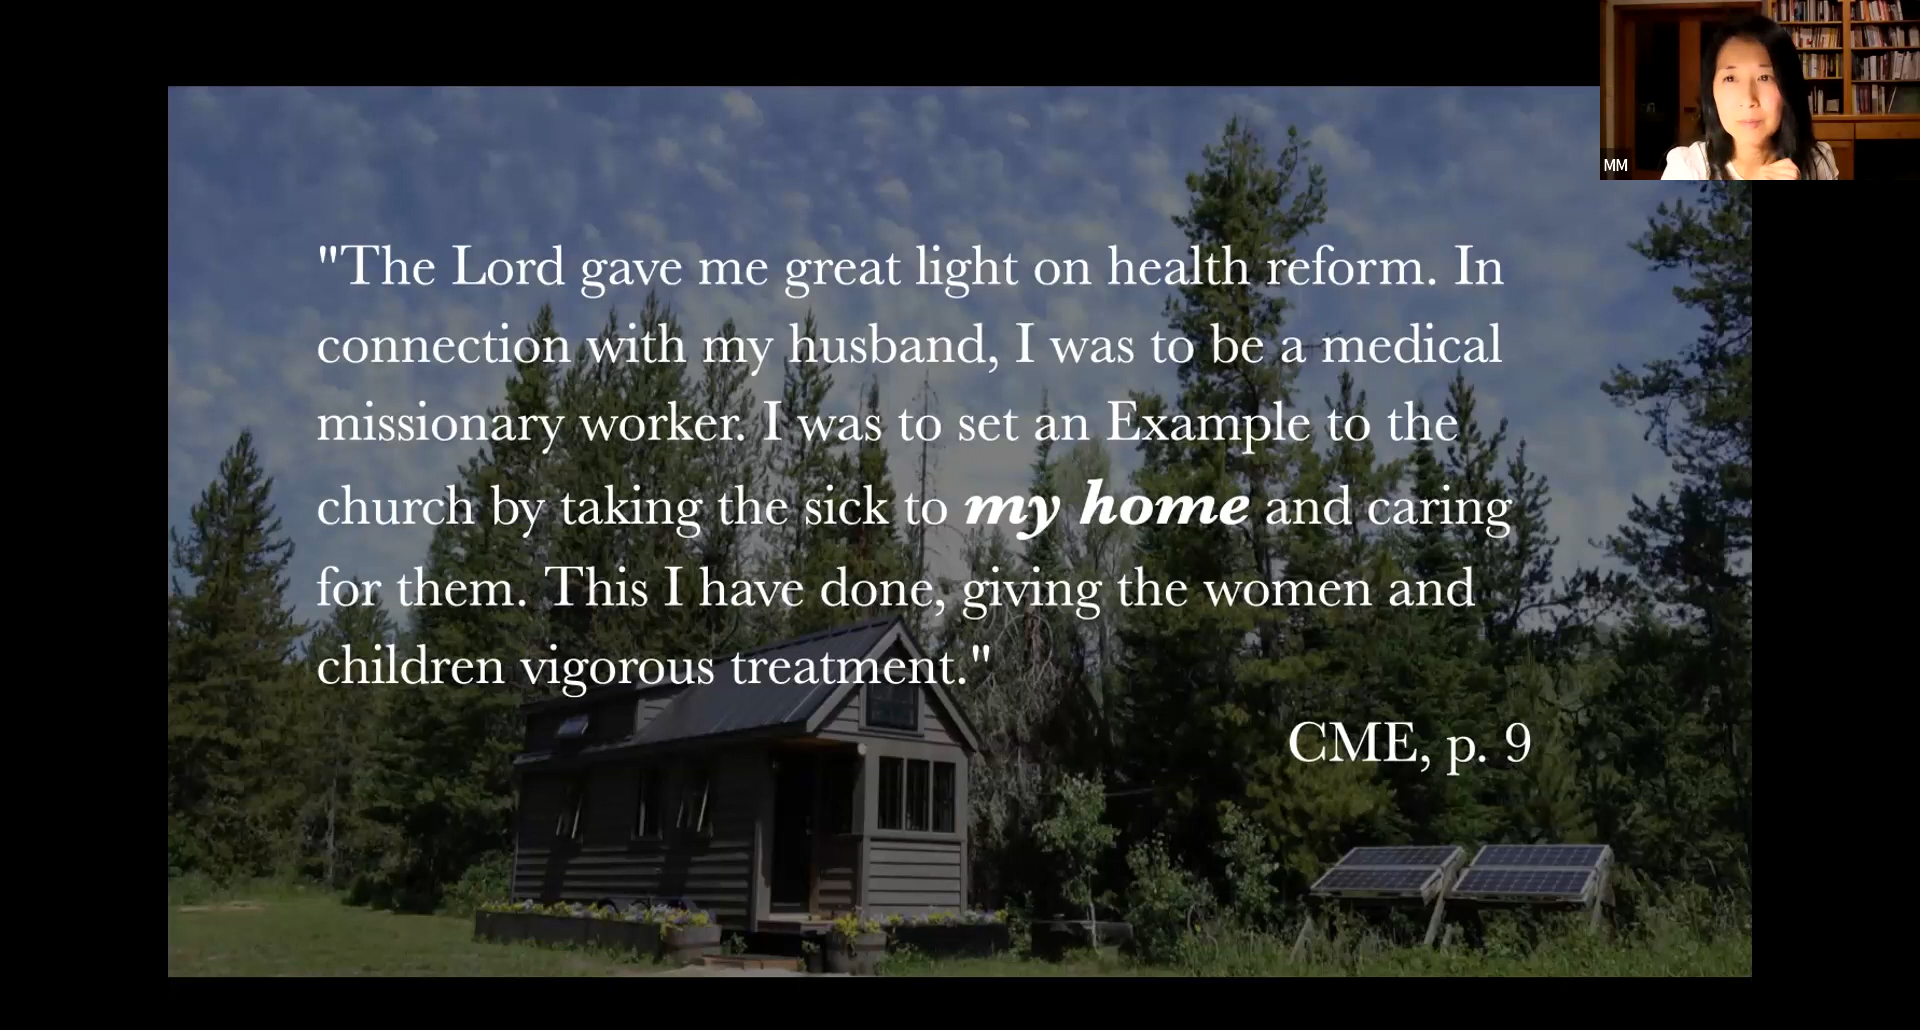 "The Lord gave me great light on health reform. In
connection with my husband, I was to be a medical
missionary worker. I was to set an Example to the
church by taking the sick to my home and caring
for them. This I have done, giving the women and
children vigorous treatment."
CME, p. 9
MM